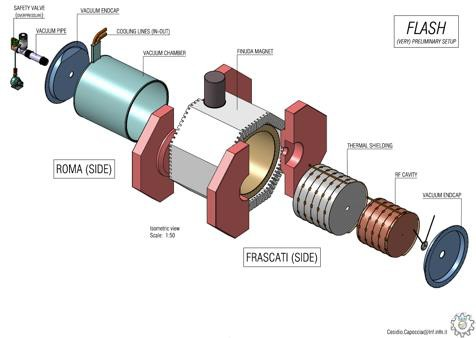 SAFETY VALVE
(OVERPRESSURE)
VACUUM ENDCAP
COOLING LINES (IN-OUT)
VACUUM PIPE
VACUUM CHAMBER
FINUDA MAGNET
FLASH
(VERY) PRELIMINARY SETUP
THERMAL SHIELDING
ROMA (SIDE)
RF CAVITY
VACUUM ENDCAP
Isometric view
Scale: 1:50
FRASCATI (SIDE)
Cesidio.Capoccia@lnf.infn.it